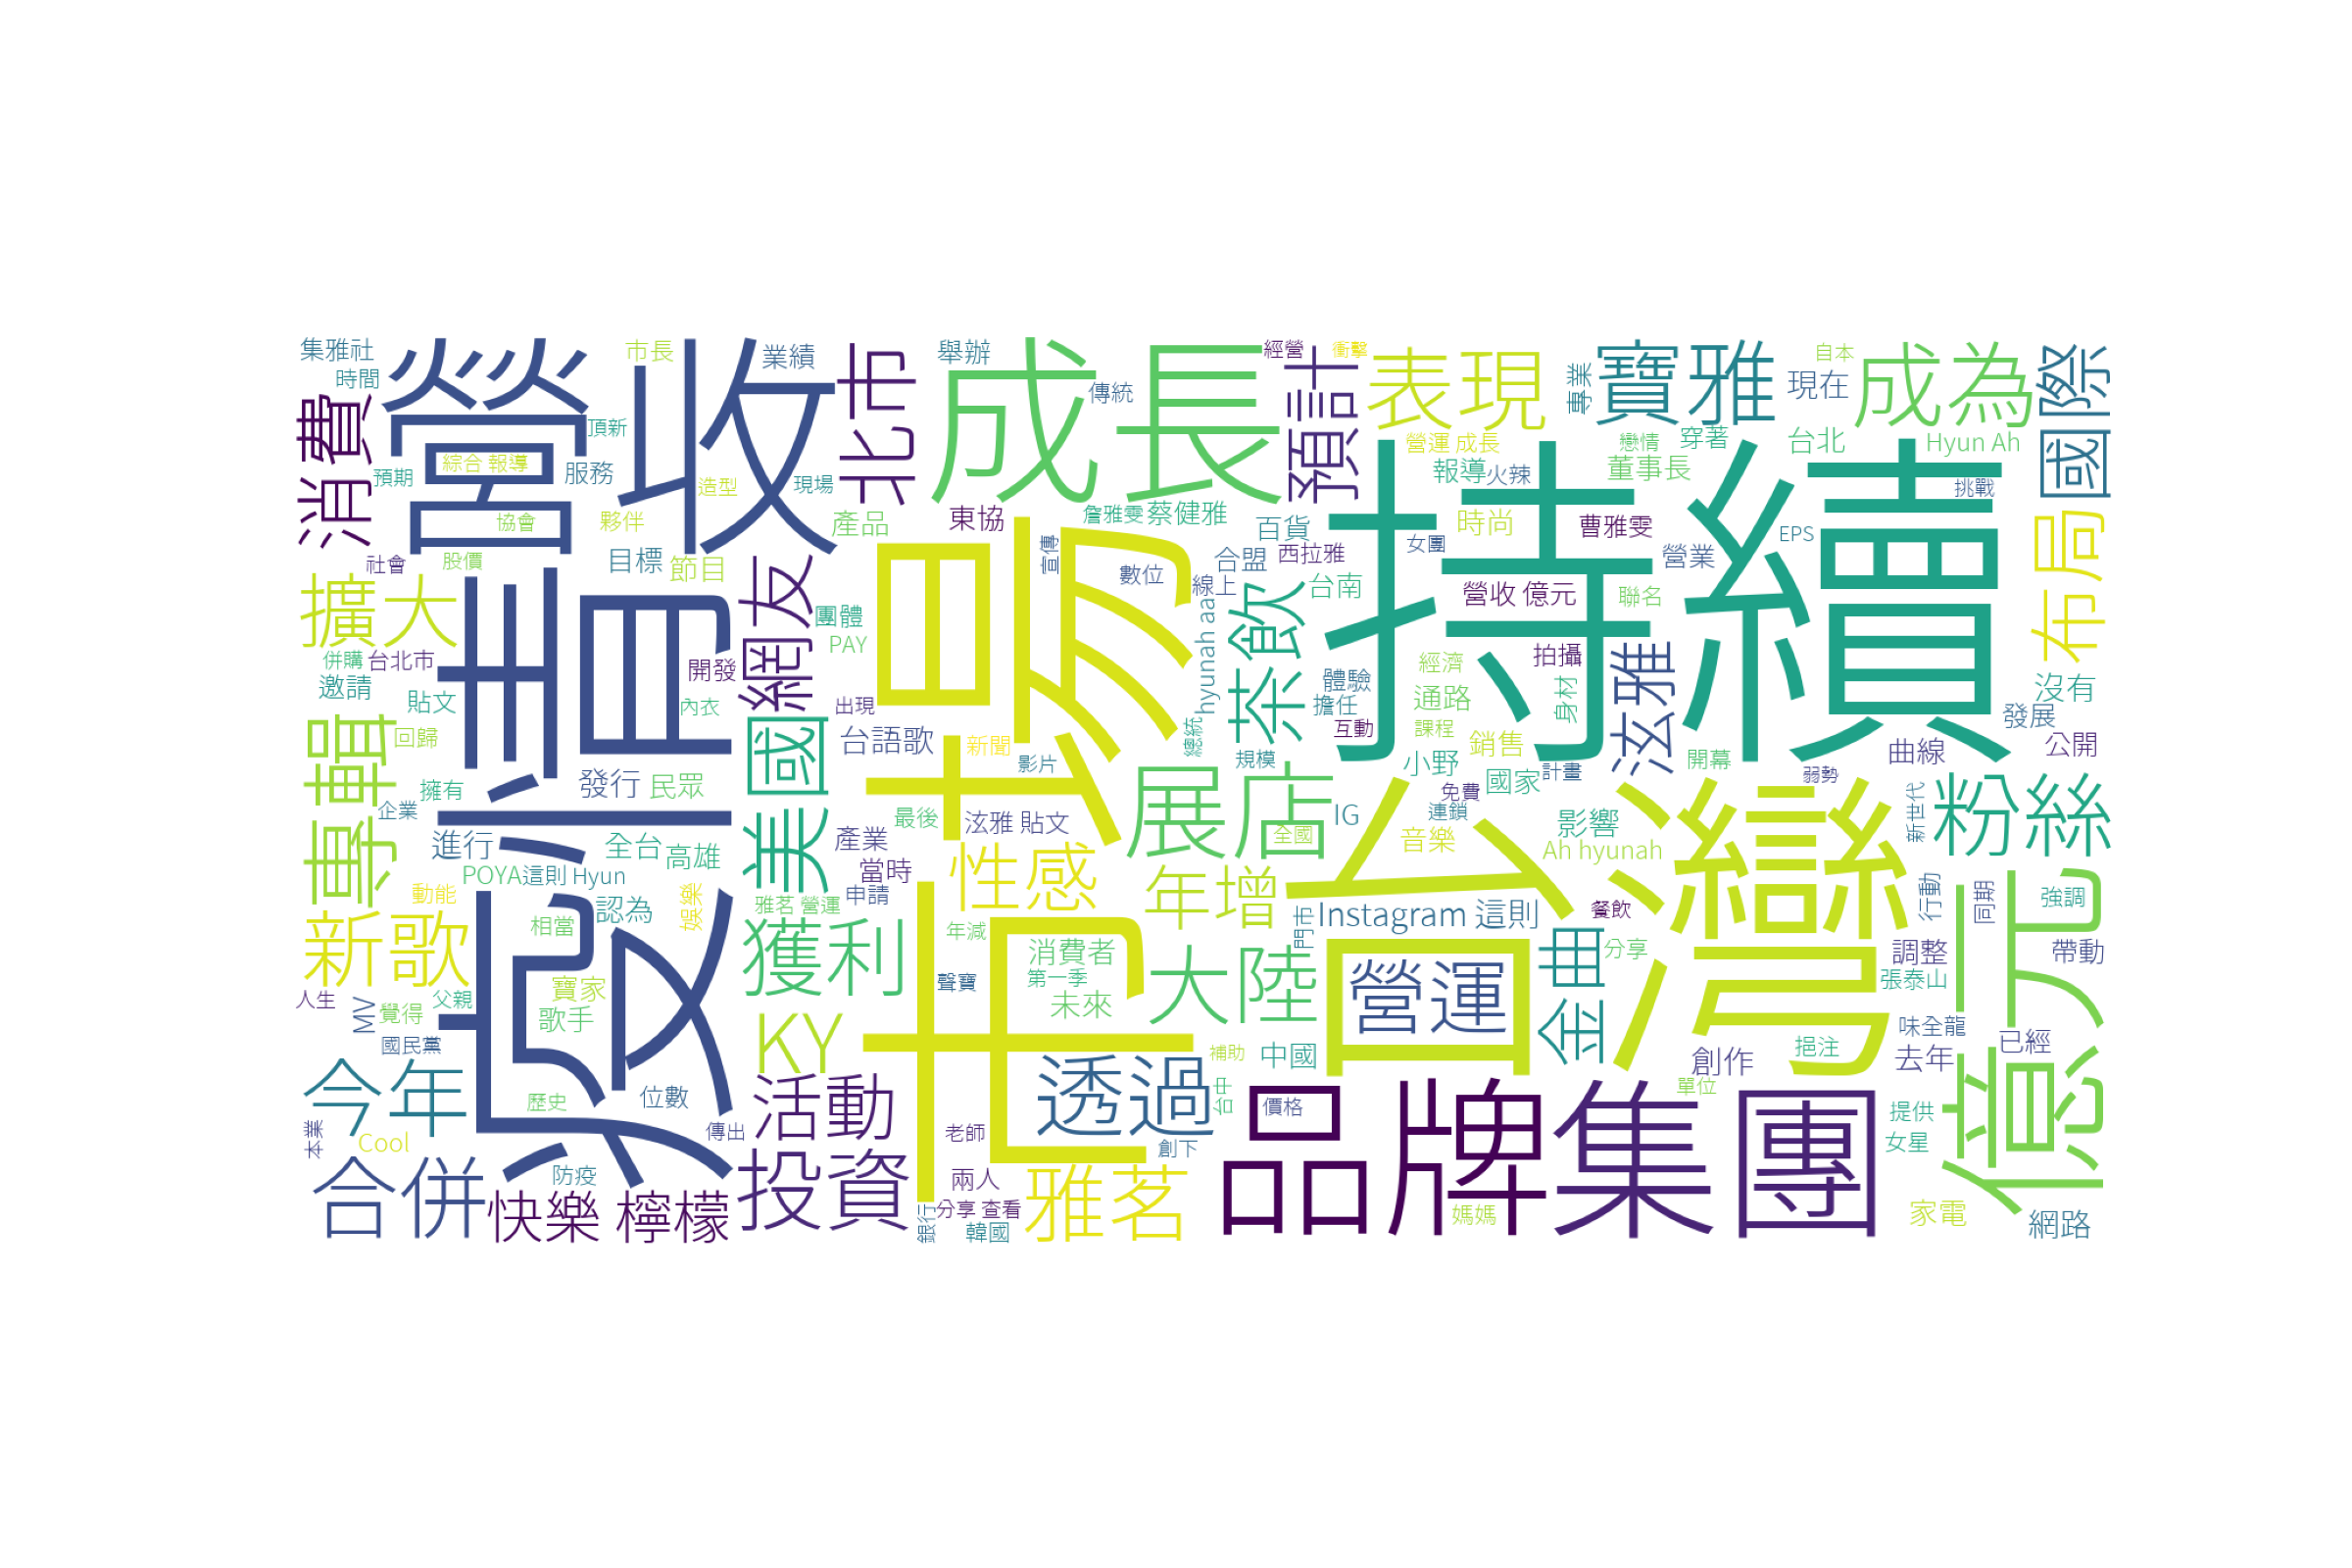 集雅社
時間
消費
預期
營收
頂新
綜合 報導
協會
市長
業績
服務
夥伴
造型
現場
北市
舉辦
產品
東協
成長
傳統
詹雅雯
蔡健雅
經營
衝擊
預計
百貨
表現
營運 成長
報導
火辣
時尚
寶雅
專業
戀情
穿著
董事長
自本
現在
台北
成為
Hyun Ah
挑戰
國際
布局
社會
股價
擴大
併購
台北市
邀請
貼文
目標
節目
疫情
開發
內衣
網友
團體
PAY
市場
出現
宣傳
數位
線上
合盟
西拉雅
台南
女團
營收 億元
曹雅雯
營業
聯名
EPS
持續
hyunah aa
茶飲
體驗
擔任
互動
經濟
通路
課程
拍攝
身材
泫雅
沒有
發展
公開
曲線
開幕
弱勢
專輯
回歸
擁有
企業
進行
發行
民眾
全台
高雄
美國
台語歌
新聞
影片
最後
泫雅 貼文
產業
當時
總統
規模
展店
小野
銷售
國家
計畫
免費
連鎖
IG
全國
音樂
影響
Ah hyunah
台灣
新世代
粉絲
POYA
這則 Hyun
動能
新歌
相當
認為
娛樂
雅茗 營運
申請
性感
年增
Instagram 這則
餐飲
門市
分享
行動
同期
強調
億元
人生
MV
父親
覺得
國民黨
寶家
歌手
獲利
年減
聲寶
消費者
第一季
未來
大陸
營運
金曲
調整
張泰山
帶動
味全龍
已經
今年
Cool
本業
歷史
位數
KY
活動
傳出
老師
透過
補助
中國
台中
價格
創下
單位
創作
挹注
去年
提供
女星
合併
防疫
快樂 檸檬
投資
銀行
兩人
分享 查看
韓國
雅茗
品牌
集團
媽媽
家電
網路